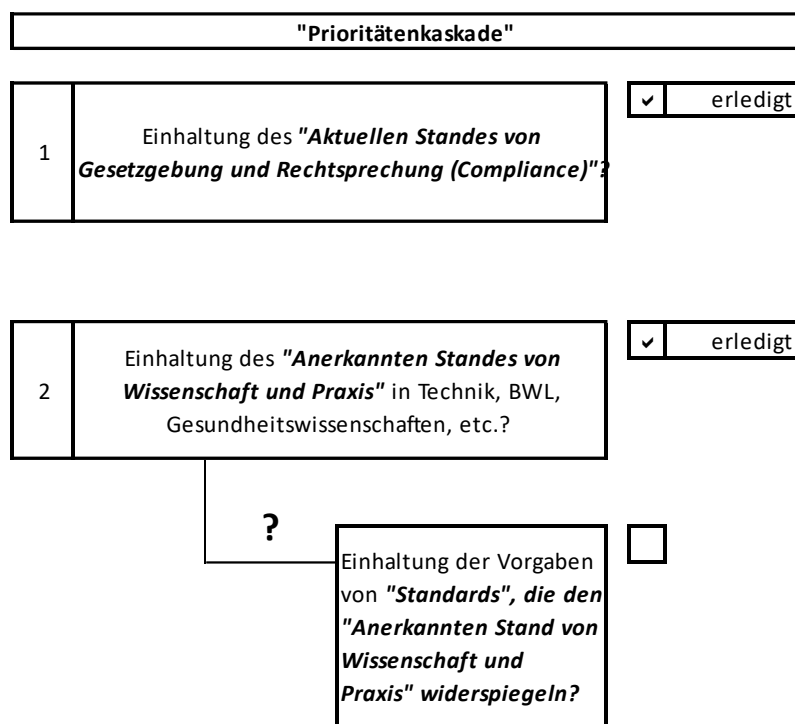 "Prioritätenkaskade"
1
Einhaltung des "Aktuellen Standes von
Gesetzgebung und Rechtsprechung (Compliance)"?
erledigt
2
Einhaltung des "Anerkannten Standes von
Wissenschaft und Praxis" in Technik, BWL,
Gesundheitswissenschaften, etc.?
erledigt
?
Einhaltung der Vorgaben
von "Standards", die den
"Anerkannten Stand von
Wissenschaft und
Praxis" widerspiegeln?